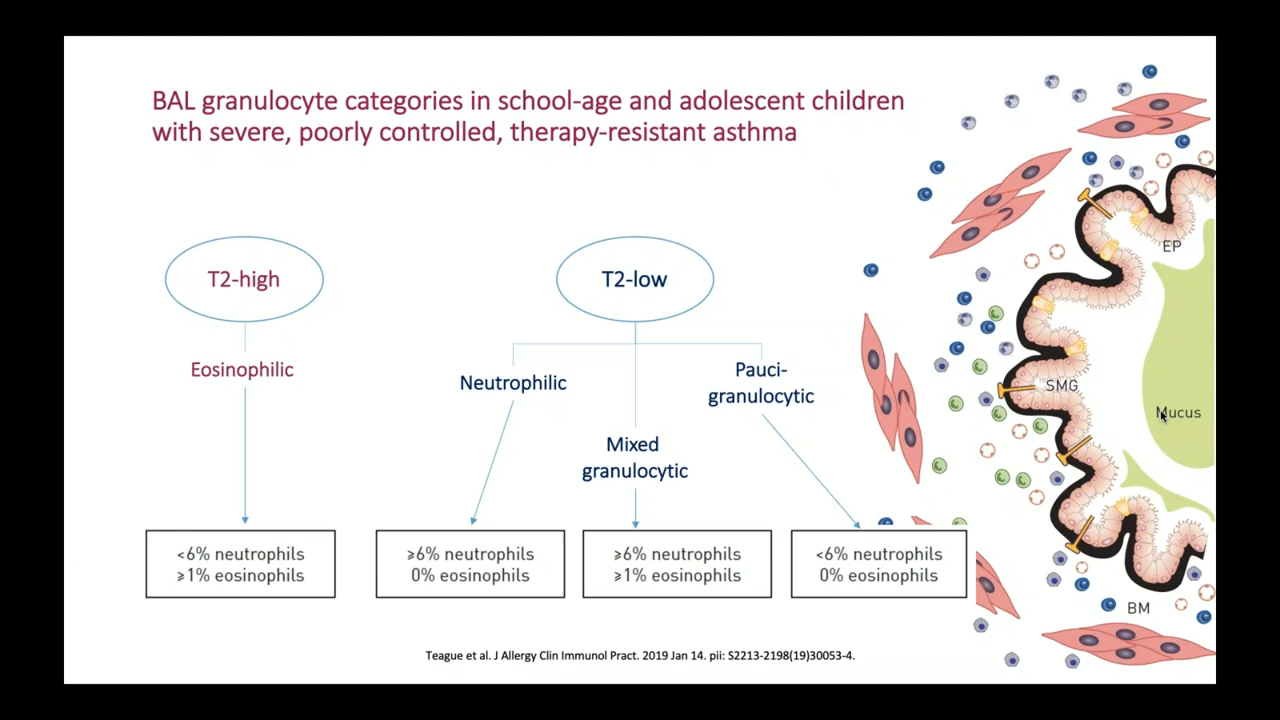 BAL granulocyte categories in school-age and adolescent children
with severe, poorly controlled, therapy-resistant asthma
T2-high
T2-low
Eosinophilic
Neutrophilic
Pauci-
granulocytic
Mixed
granulocytic
<6% neutrophils
⩾1% eosinophils
⩾6% neutrophils
0% eosinophils
⩾6% neutrophils
⩾1% eosinophils
<6% neutrophils
0% eosinophils
EP
SMG
Mucus
BM
Teague et al. J Allergy Clin Immunol Pract. 2019 Jan 14. pii: S2213-2198(19)30053-4.